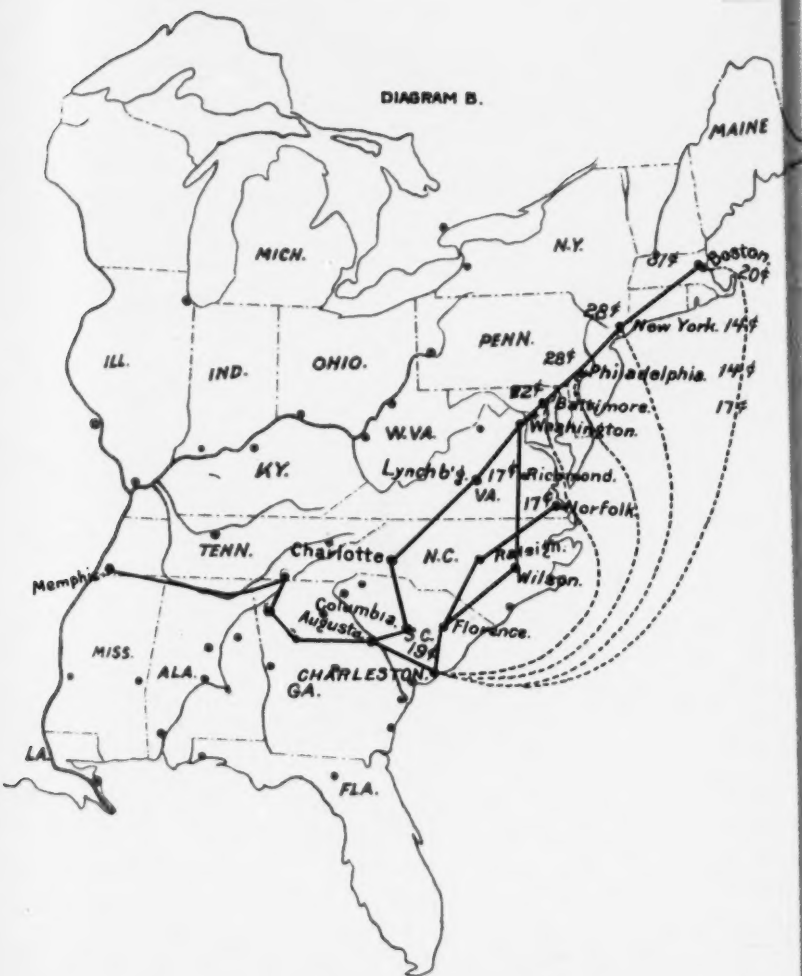 DIAGRAM B.
MAINE
N.Y.
MICH.
Boston.
20¢
28¢
New York. 14¢
PENN.
28¢
Philadelphia. 14¢
ILL.
IND.
OHIO.
22¢
Baltimore.
17¢
W.VA.
Washington.
KY.
Lynchb'g.
17¢
Richmond.
VA.
17¢
Norfolk.
TENN.
Charlotte
N.C.
Raleigh.
Memphis.
Wilson.
Columbia.
Augusta.
S.C.
Florence.
19¢
MISS.
ALA.
CHARLESTON.
GA.
LA.
FLA.